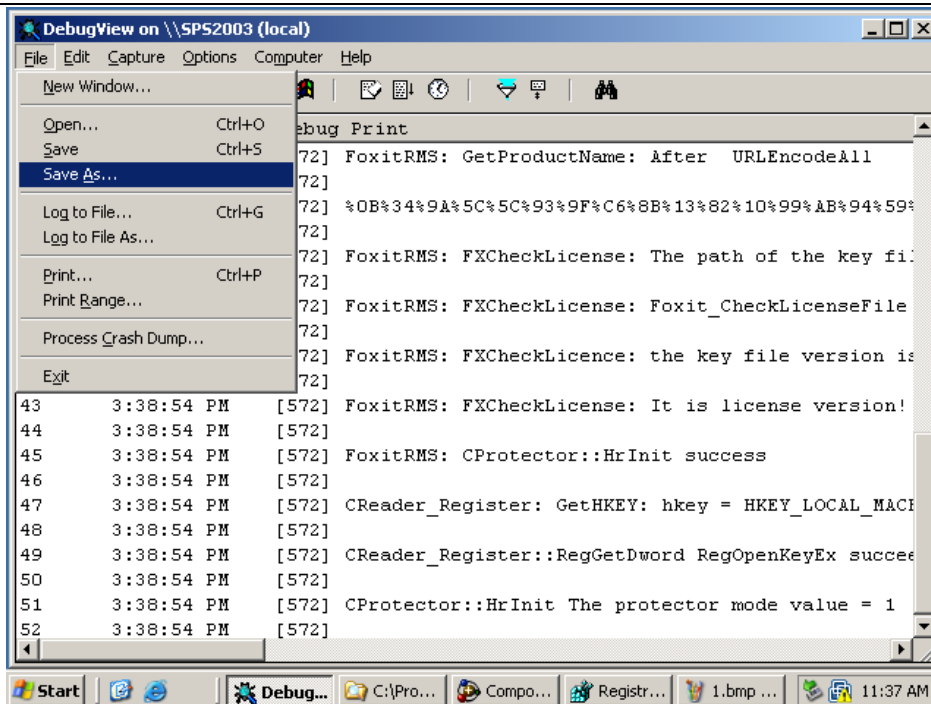 DebugView on \\SPS2003 (local)
File Edit Capture Options Computer Help
New Window...
Open... Ctrl+O
Save Ctrl+S
Save As...
Log to File... Ctrl+G
Log to File As...
Print... Ctrl+P
Print Range...
Process Crash Dump...
Exit
ebug Print
72] FoxitRMS: GetProductName: After URLEncodeAll
72]
72] %0B%34%9A%5C%5C%93%9F%C6%8B%13%82%10%99%AB%94%59%
72]
72] FoxitRMS: FXCheckLicense: The path of the key fil
72]
72] FoxitRMS: FXCheckLicense: Foxit_CheckLicenseFile
72]
72] FoxitRMS: FXCheckLicence: the key file version is
72]
43 3:38:54 PM [572] FoxitRMS: FXCheckLicense: It is license version!
44 3:38:54 PM [572]
45 3:38:54 PM [572] FoxitRMS: CProtector::HrInit success
46 3:38:54 PM [572]
47 3:38:54 PM [572] CReader_Register: GetHKEY: hkey = HKEY_LOCAL_MACH
48 3:38:54 PM [572]
49 3:38:54 PM [572] CReader_Register::RegGetDword RegOpenKeyEx succee
50 3:38:54 PM [572]
51 3:38:54 PM [572] CProtector::HrInit The protector mode value = 1
52 3:38:54 PM [572]
Start Debug... C:\Pro... Compo... Registr... 1.bmp ... 11:37 AM